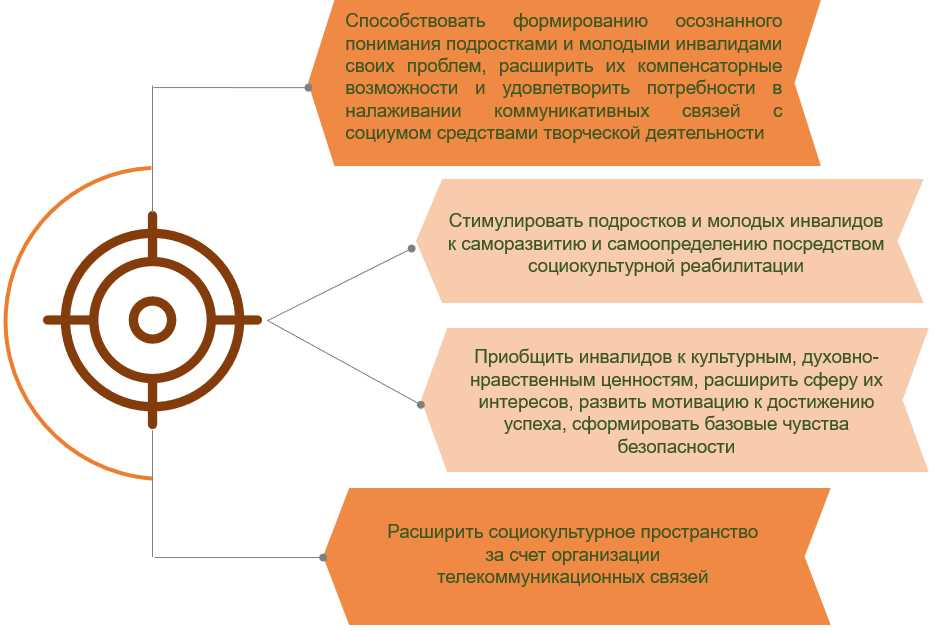 Способствовать формированию осознанного
понимания подростками и молодыми инвалидами
своих проблем, расширить их компенсаторные
возможности и удовлетворить потребности в
налаживании коммуникативных связей с
социумом средствами творческой деятельности
Стимулировать подростков и молодых инвалидов
к саморазвитию и самоопределению посредством
социокультурной реабилитации
Приобщить инвалидов к культурным, духовно-
нравственным ценностям, расширить сферу их
интересов, развить мотивацию к достижению
успеха, сформировать базовые чувства
безопасности
Расширить социокультурное пространство
за счет организации
телекоммуникационных связей